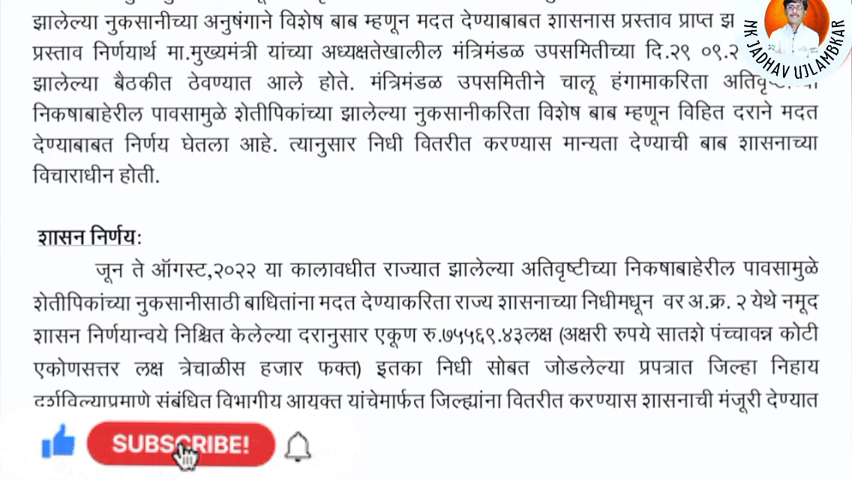 झालेल्या नुकसानीच्या अनुषंगाने विशेष बाब म्हणून मदत देण्याबाबत शासनास प्रस्ताव प्राप्त झा
प्रस्ताव निर्णयार्थ मा.मुख्यमंत्री यांच्या अध्यक्षतेखालील मंत्रिमंडळ उपसमितीच्या दि.२९ ०९.२
झालेल्या बैठकीत ठेवण्यात आले होते. मंत्रिमंडळ उपसमितीने चालू हंगामाकरिता
निकषाबाहेरील पावसामुळे शेतीपिकांच्या झालेल्या नुकसानीकरिता विशेष बाब म्हणून विहित दराने मदत
देण्याबाबत निर्णय घेतला आहे. त्यानुसार निधी वितरीत करण्यास मान्यता देण्याची बाब शासनाच्या
विचाराधीन होती.
शासन निर्णय:
जून ते ऑगस्ट,२०२२ या कालावधीत राज्यात झालेल्या अतिवृष्टीच्या निकषाबाहेरील पावसामुळे
शेतीपिकांच्या नुकसानीसाठी बाधितांना मदत देण्याकरिता राज्य शासनाच्या निधीमधून वर अ.क्र. २ येथे नमूद
शासन निर्णयान्वये निश्चित केलेल्या दरानुसार एकूण रु.७५५६९.४३लक्ष (अक्षरी रुपये सातशे पंच्चावन्न कोटी
एकोणसत्तर लक्ष त्रेचाळीस हजार फक्त) इतका निधी सोबत जोडलेल्या प्रपत्रात जिल्हा निहाय
दर्शविल्याप्रमाणे संबंधित विभागीय आयुक्त यांचेमार्फत जिल्ह्यांना वितरीत करण्यास शासनाची मंजूरी देण्यात
NK JADHAV UJLAMBKAR
SUBSCRIBE!